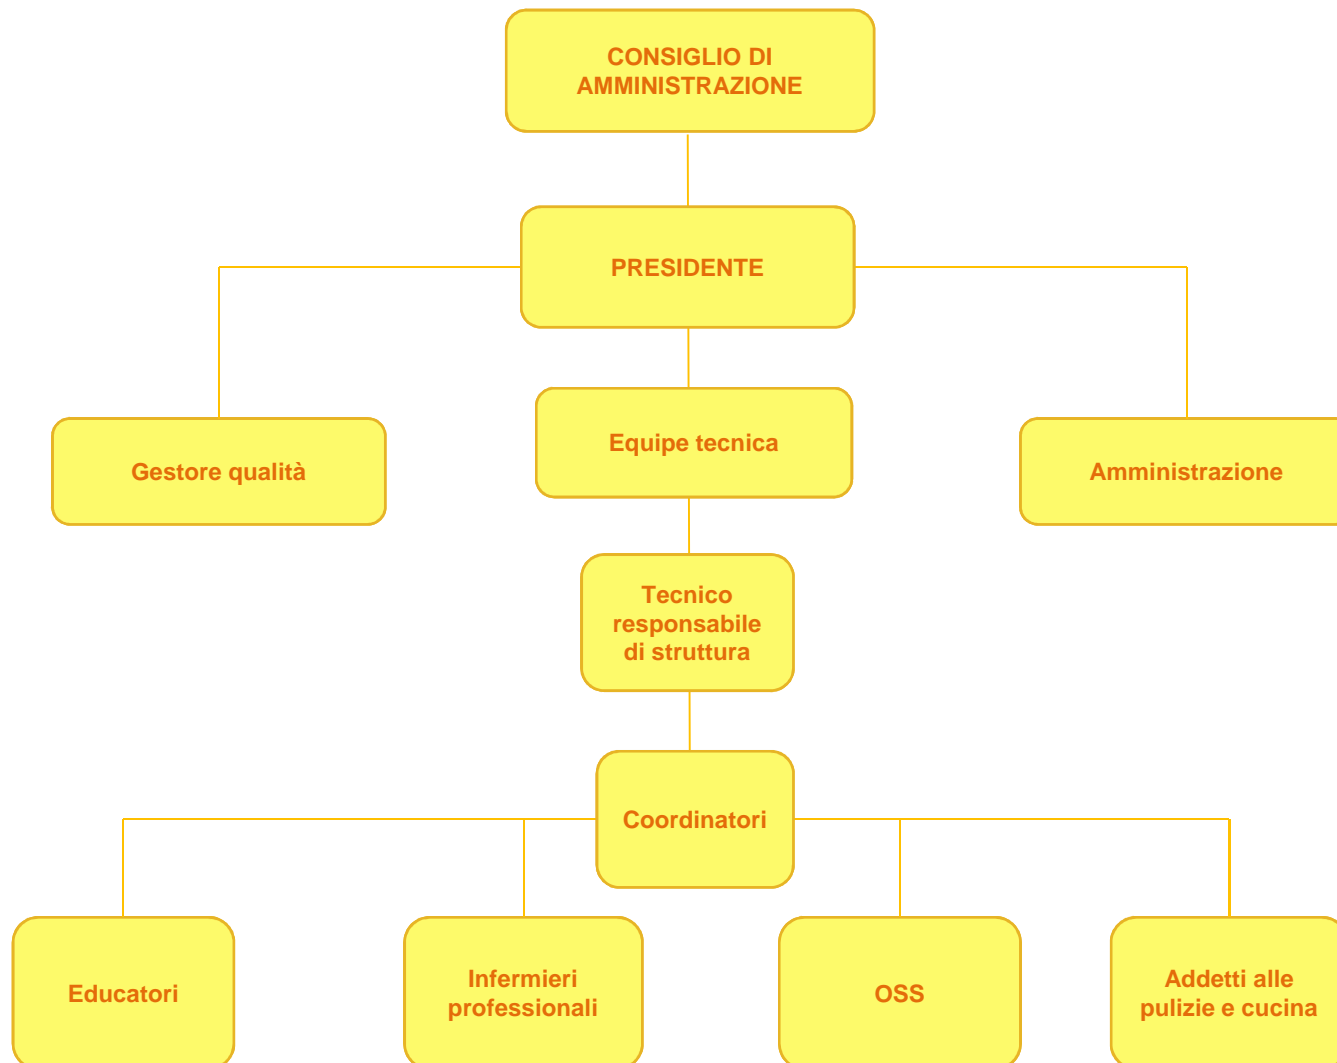 CONSIGLIO DI
AMMINISTRAZIONE
PRESIDENTE
Equipe tecnica
Gestore qualità
Amministrazione
Tecnico
responsabile
di struttura
Coordinatori
Educatori
Infermieri
professionali
OSS
Addetti alle
pulizie e cucina